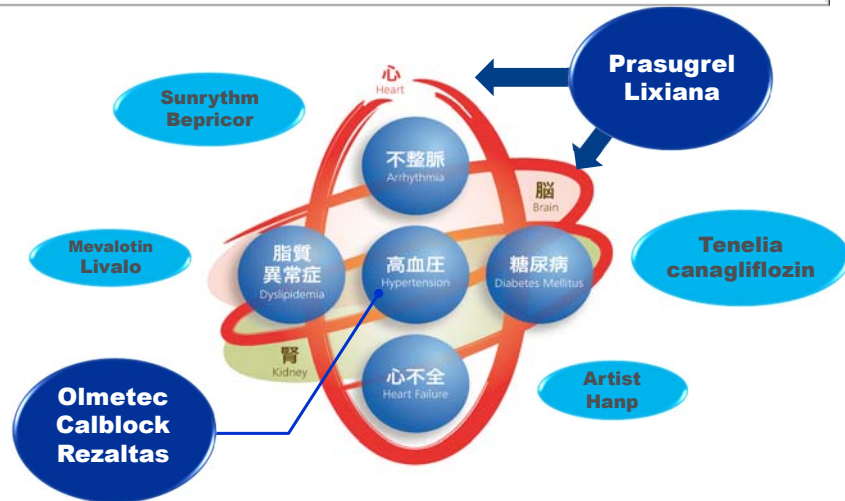 心
Heart
Prasugrel
Lixiana
Sunrythm
Bepricor
不整脈
Arrhythmia
脳
Brain
Mevalotin
Livalo
脂質
異常症
Dyslipidemia
高血圧
Hypertension
糖尿病
Diabetes Mellitus
Tenelia
canagliflozin
腎
Kidney
心不全
Heart Failure
Artist
Hanp
Olmetec
Calblock
Rezaltas